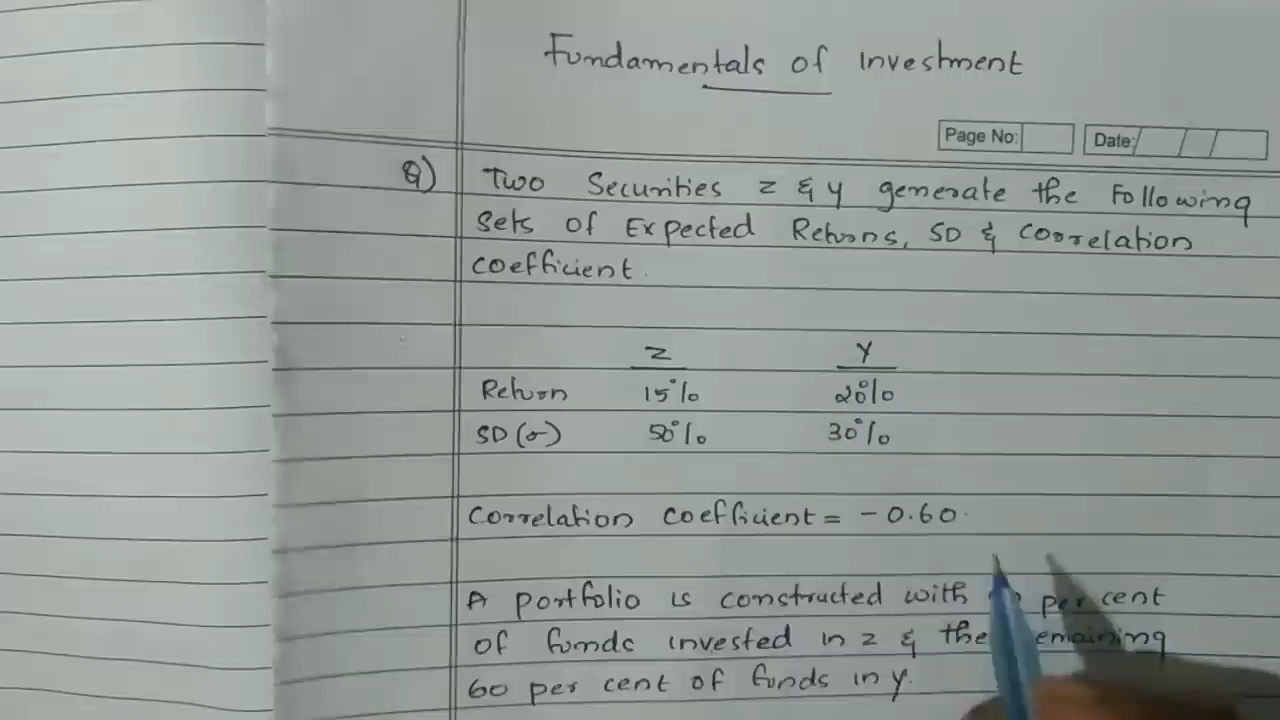 Fundamentals of investment
Page No:
Date: / /
Q) Two Securities Z & Y generate the Following
sets of Expected Returns, SD & Correlation
coefficient.
Z Y
Return 15% 20%
SD (σ) 50% 30%
Correlation coefficient = -0.60.
A portfolio is constructed with per cent
of funds invested in Z & the emaining
60 per cent of funds in Y.